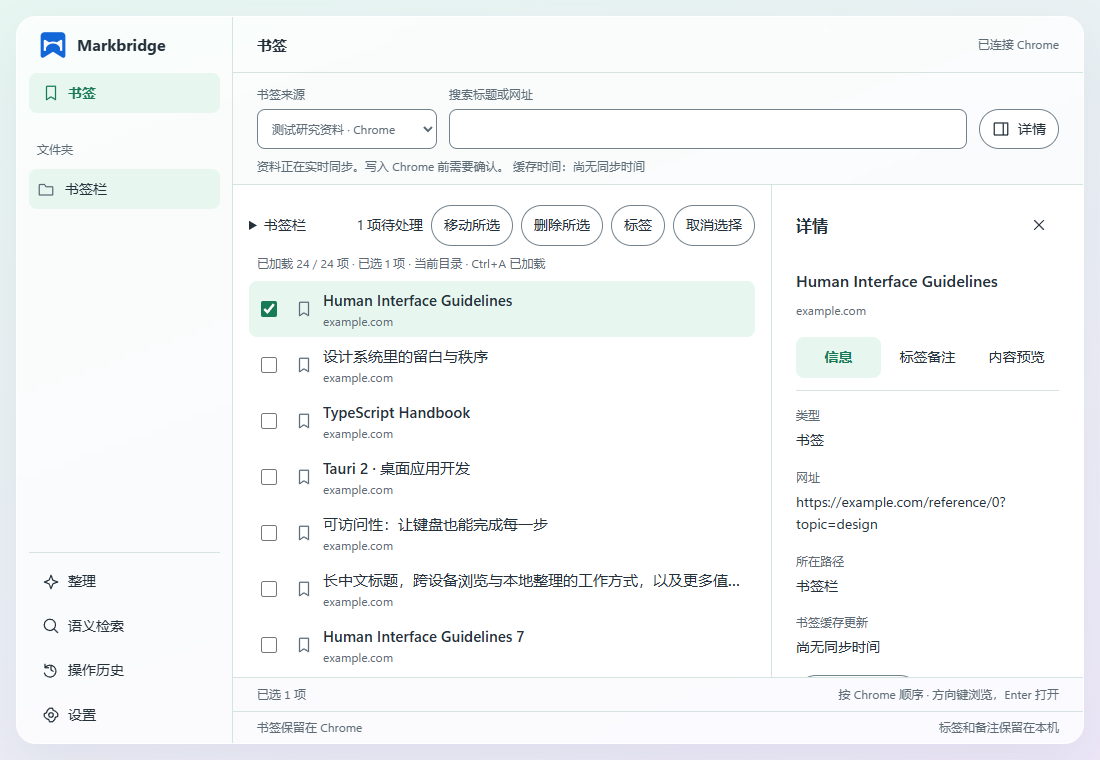 Markbridge
书签
文件夹
书签栏
整理
语义检索
操作历史
设置
书签
已连接 Chrome
书签来源
搜索标题或网址
测试研究资料 · Chrome
详情
资料正在实时同步。写入 Chrome 前需要确认。 缓存时间：尚无同步时间
书签栏
1 项待处理
移动所选
删除所选
标签
取消选择
已加载 24 / 24 项 · 已选 1 项 · 当前目录 · Ctrl+A 已加载
Human Interface Guidelines
example.com
设计系统里的留白与秩序
example.com
TypeScript Handbook
example.com
Tauri 2 · 桌面应用开发
example.com
可访问性：让键盘也能完成每一步
example.com
长中文标题，跨设备浏览与本地整理的工作方式，以及更多值...
example.com
Human Interface Guidelines 7
example.com
详情
Human Interface Guidelines
example.com
信息
标签备注
内容预览
类型
书签
网址
https://example.com/reference/0?
topic=design
所在路径
书签栏
书签缓存更新
尚无同步时间
已选 1 项
按 Chrome 顺序 · 方向键浏览，Enter 打开
书签保留在 Chrome
标签和备注保留在本机